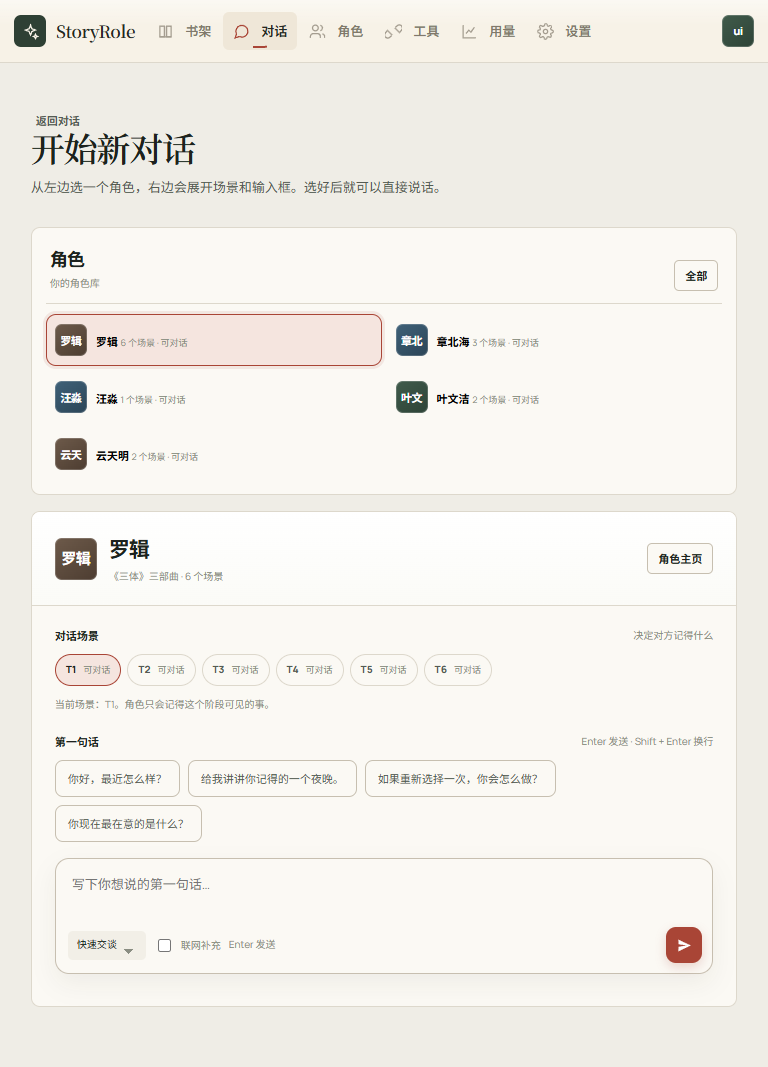 StoryRole 书架 对话 角色 工具 用量 设置 ui
返回对话
开始新对话
从左边选一个角色，右边会展开场景和输入框。选好后就可以直接说话。
角色
你的角色库
全部
罗辑 罗辑 6 个场景 · 可对话
章北 章北海 3 个场景 · 可对话
汪淼 汪淼 1 个场景 · 可对话
叶文 叶文洁 2 个场景 · 可对话
云天 云天明 2 个场景 · 可对话
罗辑 罗辑
《三体》三部曲 · 6 个场景
角色主页
对话场景 决定对方记得什么
T1 可对话 T2 可对话 T3 可对话 T4 可对话 T5 可对话 T6 可对话
当前场景：T1。角色只会记得这个阶段可见的事。
第一句话 Enter 发送 · Shift + Enter 换行
你好，最近怎么样？ 给我讲讲你记得的一个夜晚。 如果重新选择一次，你会怎么做？
你现在最在意的是什么？
写下你想说的第一句话…
快速交谈 联网补充 Enter 发送